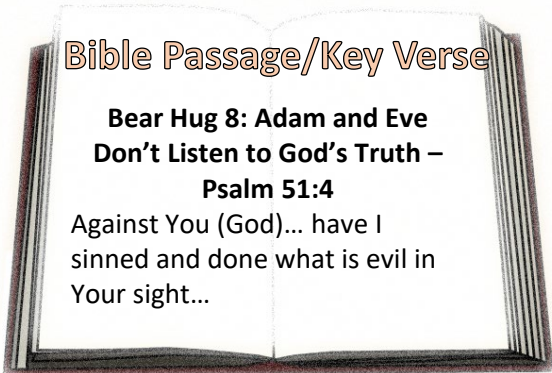 Bible Passage/Key Verse
Bear Hug 8: Adam and Eve
Don’t Listen to God’s Truth –
Psalm 51:4
Against You (God)… have I
sinned and done what is evil in
Your sight…